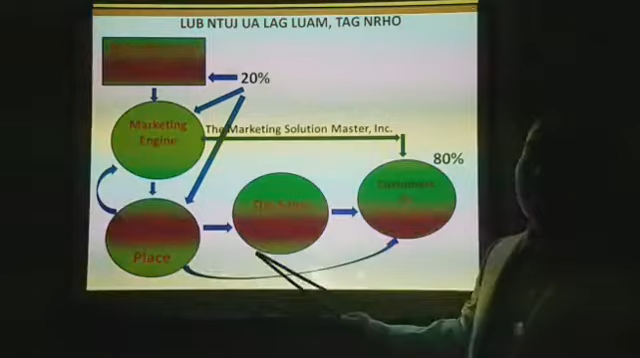 LUB NTUJ UA LAG LUAM, TAG NRHO
20%
Marketing
Engine
The Marketing Solution Master, Inc.
80%
Customers
Place